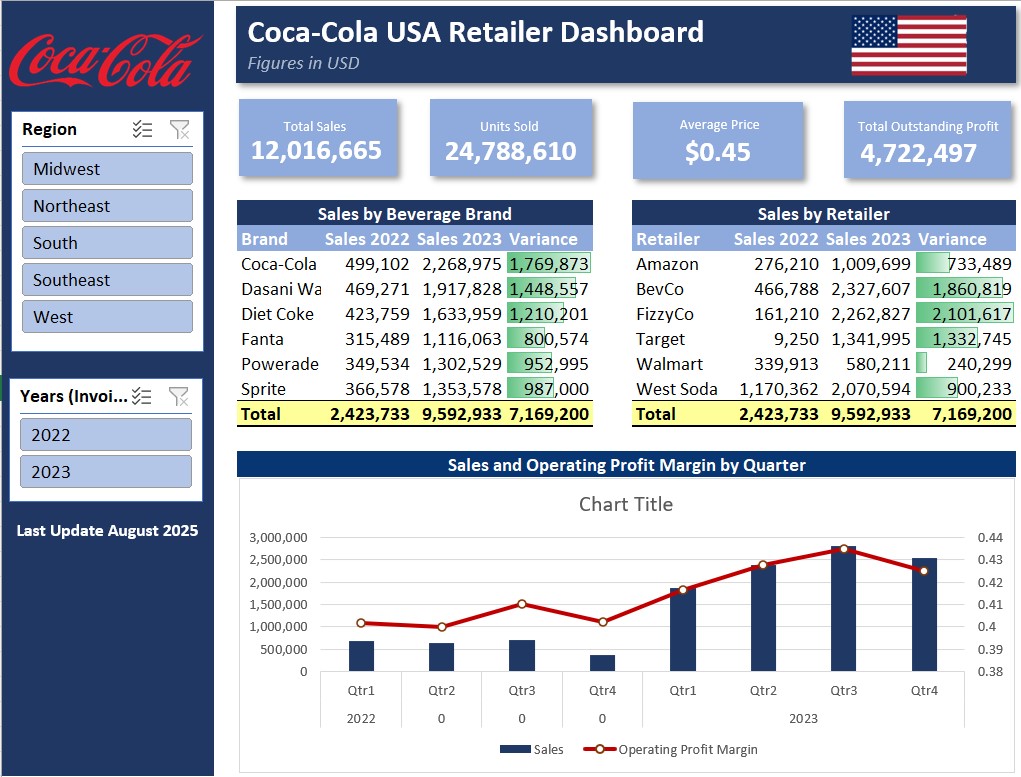 Coca-Cola
Region
Midwest
Northeast
South
Southeast
West
Years (Invoi...
2022
2023
Last Update August 2025
Coca-Cola USA Retailer Dashboard
Figures in USD
Total Sales
12,016,665
Units Sold
24,788,610
Average Price
$0.45
Total Outstanding Profit
4,722,497
Sales by Beverage Brand
Brand Sales 2022 Sales 2023 Variance
Coca-Cola 499,102 2,268,975 1,769,873
Dasani Wa 469,271 1,917,828 1,448,557
Diet Coke 423,759 1,633,959 1,210,201
Fanta 315,489 1,116,063 800,574
Powerade 349,534 1,302,529 952,995
Sprite 366,578 1,353,578 987,000
Total 2,423,733 9,592,933 7,169,200
Sales by Retailer
Retailer Sales 2022 Sales 2023 Variance
Amazon 276,210 1,009,699 733,489
BevCo 466,788 2,327,607 1,860,819
FizzyCo 161,210 2,262,827 2,101,617
Target 9,250 1,341,995 1,332,745
Walmart 339,913 580,211 240,299
West Soda 1,170,362 2,070,594 900,233
Total 2,423,733 9,592,933 7,169,200
Sales and Operating Profit Margin by Quarter
Chart Title
3,000,000 0.44
2,500,000 0.43
2,000,000 0.42
1,500,000 0.41
1,000,000 0.4
500,000 0.39
0 0.38
Qtr1 Qtr2 Qtr3 Qtr4 Qtr1 Qtr2 Qtr3 Qtr4
2022 0 0 0 2023
Sales Operating Profit Margin